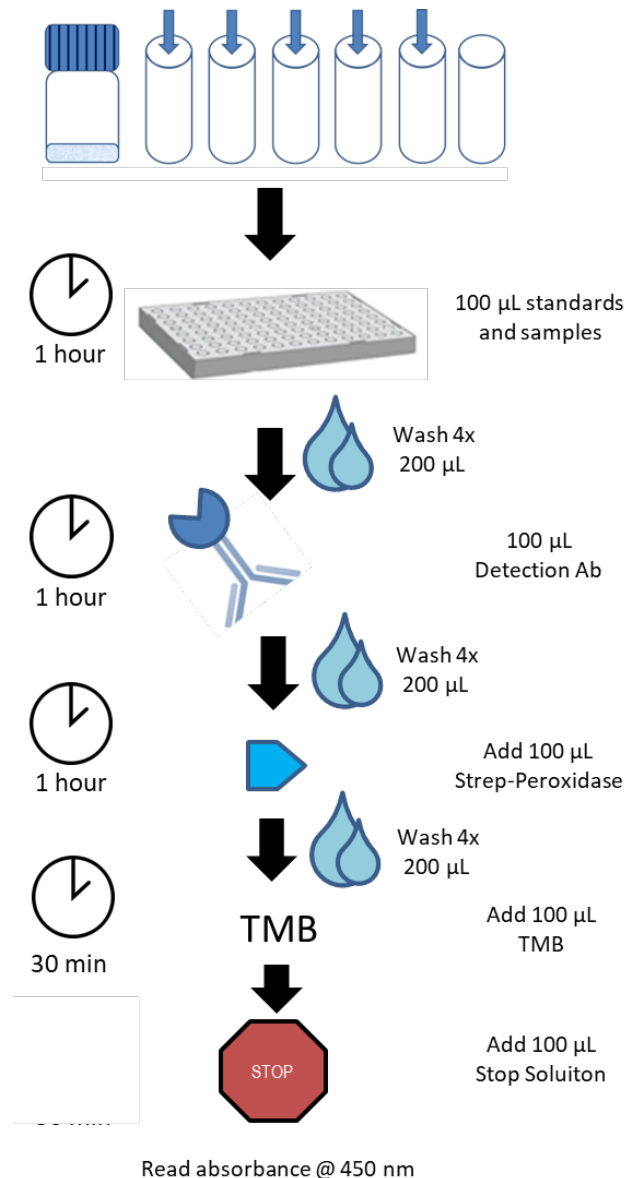 1 hour
100 µL standards
and samples
Wash 4x
200 µL
1 hour
100 µL
Detection Ab
Wash 4x
200 µL
1 hour
Add 100 µL
Strep-Peroxidase
Wash 4x
200 µL
30 min
TMB
Add 100 µL
TMB
STOP
Add 100 µL
Stop Soluiton
Read absorbance @ 450 nm